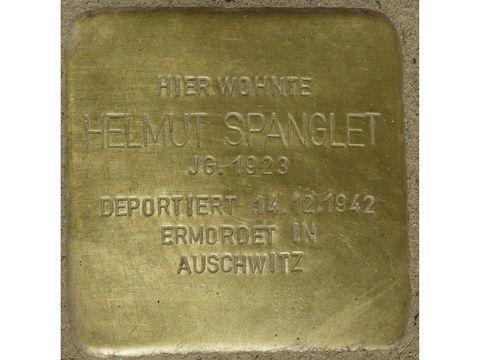 HIER WOHNTE
HELMUT SPANGLET
JG. 1923
DEPORTIERT 14.12.1942
ERMORDET IN
AUSCHWITZ